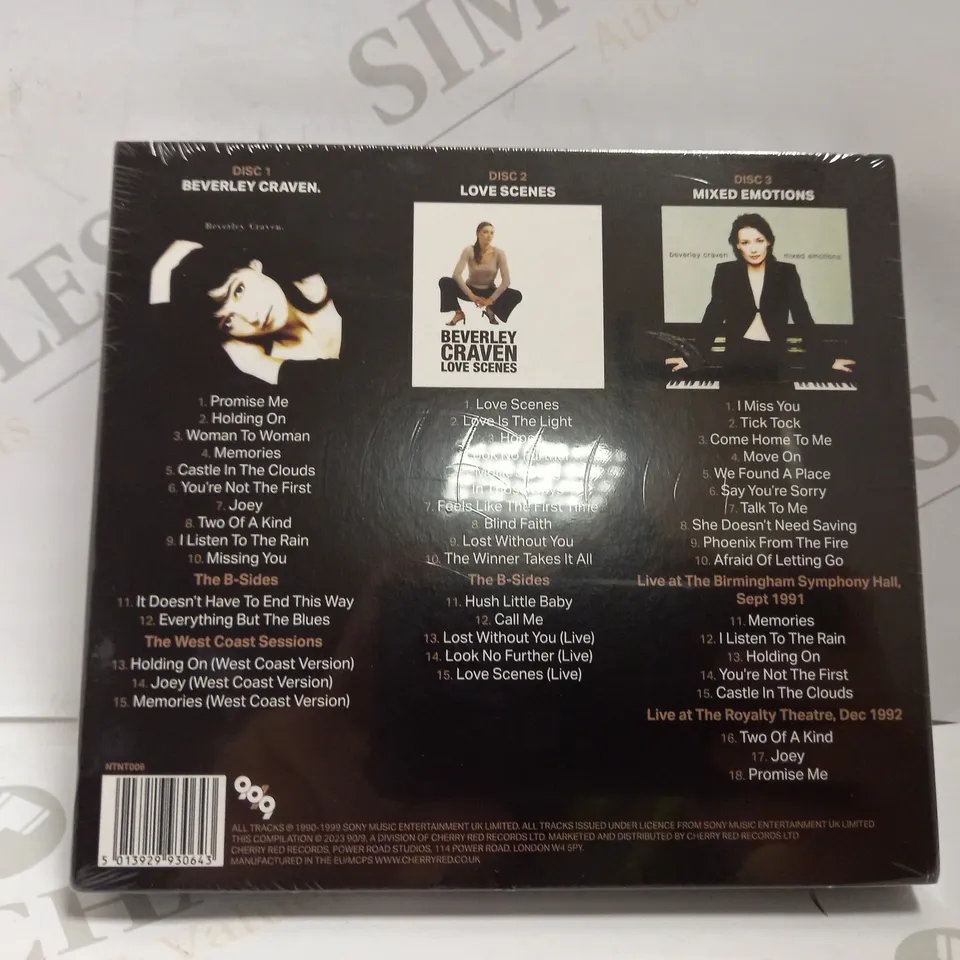 DISC 1
BEVERLEY CRAVEN.
Beverley Craven.
1. Promise Me
2. Holding On
3. Woman To Woman
4. Memories
5. Castle In The Clouds
6. You're Not The First
7. Joey
8. Two Of A Kind
9. I Listen To The Rain
10. Missing You
The B-Sides
11. It Doesn't Have To End This Way
12. Everything But The Blues
The West Coast Sessions
13. Holding On (West Coast Version)
14. Joey (West Coast Version)
15. Memories (West Coast Version)
DISC 2
LOVE SCENES
BEVERLEY
CRAVEN
LOVE SCENES
1. Love Scenes
2. Love Is The Light
3. Hope
7. Feels Like The First Time
8. Blind Faith
9. Lost Without You
10. The Winner Takes It All
The B-Sides
11. Hush Little Baby
12. Call Me
13. Lost Without You (Live)
14. Look No Further (Live)
15. Love Scenes (Live)
DISC 3
MIXED EMOTIONS
beverley craven mixed emotions
1. I Miss You
2. Tick Tock
3. Come Home To Me
4. Move On
5. We Found A Place
6. Say You're Sorry
7. Talk To Me
8. She Doesn't Need Saving
9. Phoenix From The Fire
10. Afraid Of Letting Go
Live at The Birmingham Symphony Hall,
Sept 1991
11. Memories
12. I Listen To The Rain
13. Holding On
14. You're Not The First
15. Castle In The Clouds
Live at The Royalty Theatre, Dec 1992
16. Two Of A Kind
17. Joey
18. Promise Me
NTNT006
5 013929 930643
90/9
ALL TRACKS ℗ 1990-1999 SONY MUSIC ENTERTAINMENT UK LIMITED. ALL TRACKS ISSUED UNDER LICENCE FROM SONY MUSIC ENTERTAINMENT UK LIMITED
THIS COMPILATION © 2023 90/9, A DIVISION OF CHERRY RED RECORDS LTD. MARKETED AND DISTRIBUTED BY CHERRY RED RECORDS LTD
CHERRY RED RECORDS, POWER ROAD STUDIOS, 114 POWER ROAD, LONDON W4 5PY.
MANUFACTURED IN THE EU/MCPS WWW.CHERRYRED.CO.UK